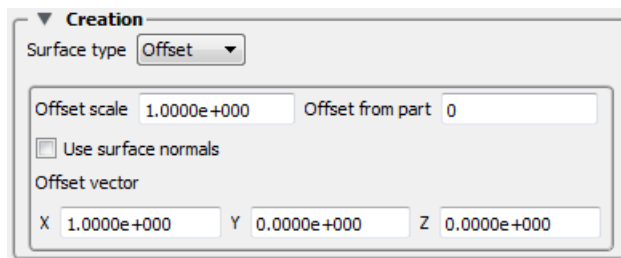 Creation
Surface type Offset
Offset scale 1.0000e+000 Offset from part 0
Use surface normals
Offset vector
X 1.0000e+000 Y 0.0000e+000 Z 0.0000e+000